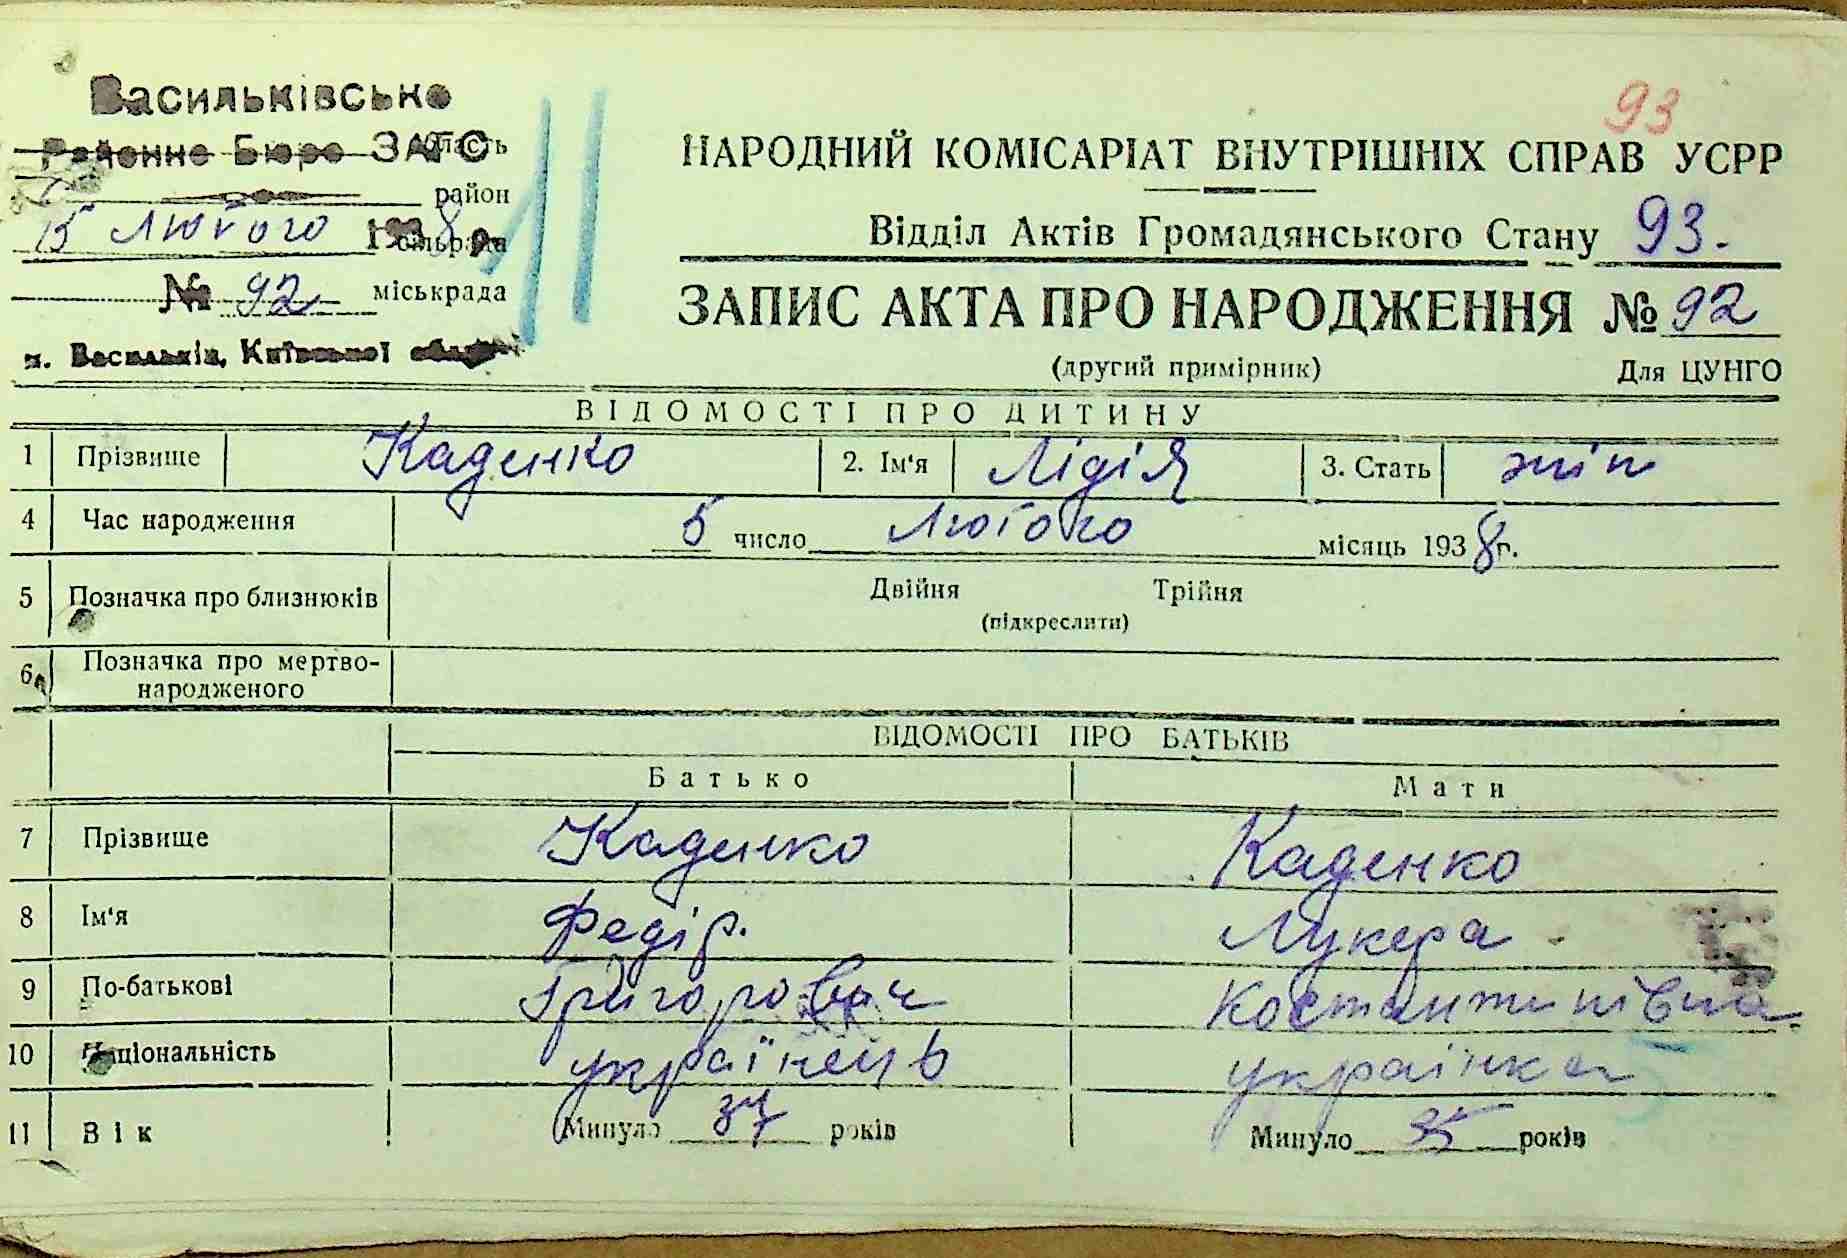 Васильківсько
Районне Бюро ЗАГС область
район
15 лютого 1938 р. сільрада
№ 92 міськрада
м. Васильків, Київської
93
НАРОДНИЙ КОМІСАРІАТ ВНУТРІШНІХ СПРАВ УСРР
Відділ Актів Громадянського Стану 93.
ЗАПИС АКТА ПРО НАРОДЖЕННЯ № 92
(другий примірник) Для ЦУНГО
ВІДОМОСТІ ПРО ДИТИНУ
1 Прізвище Каденко 2. Ім'я Лідія 3. Стать жін
4 Час народження 5 число Лютого місяць 1938 р.
5 Позначка про близнюків Двійня Трійня
(підкреслити)
6 Позначка про мертво-
народженого
ВІДОМОСТІ ПРО БАТЬКІВ
Батько Мати
7 Прізвище Каденко Каденко
8 Ім'я Федір. Лукера
9 По-батькові Григорович Костянтинівна
10 Національність українець українка
11 Вік Минуло 37 років Минуло 35 років